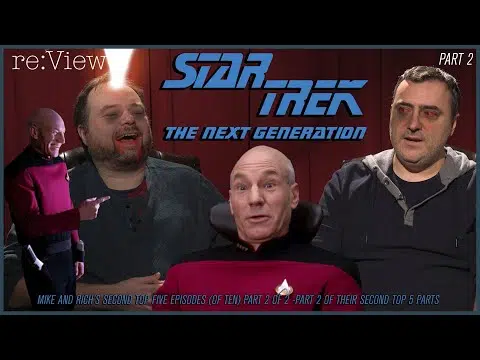 re:View
PART 2
STAR
TREK
THE NEXT GENERATION
MIKE AND RICH'S SECOND TOP FIVE EPISODES (OF TEN) PART 2 OF 2 -PART 2 OF THEIR SECOND TOP 5 PARTS